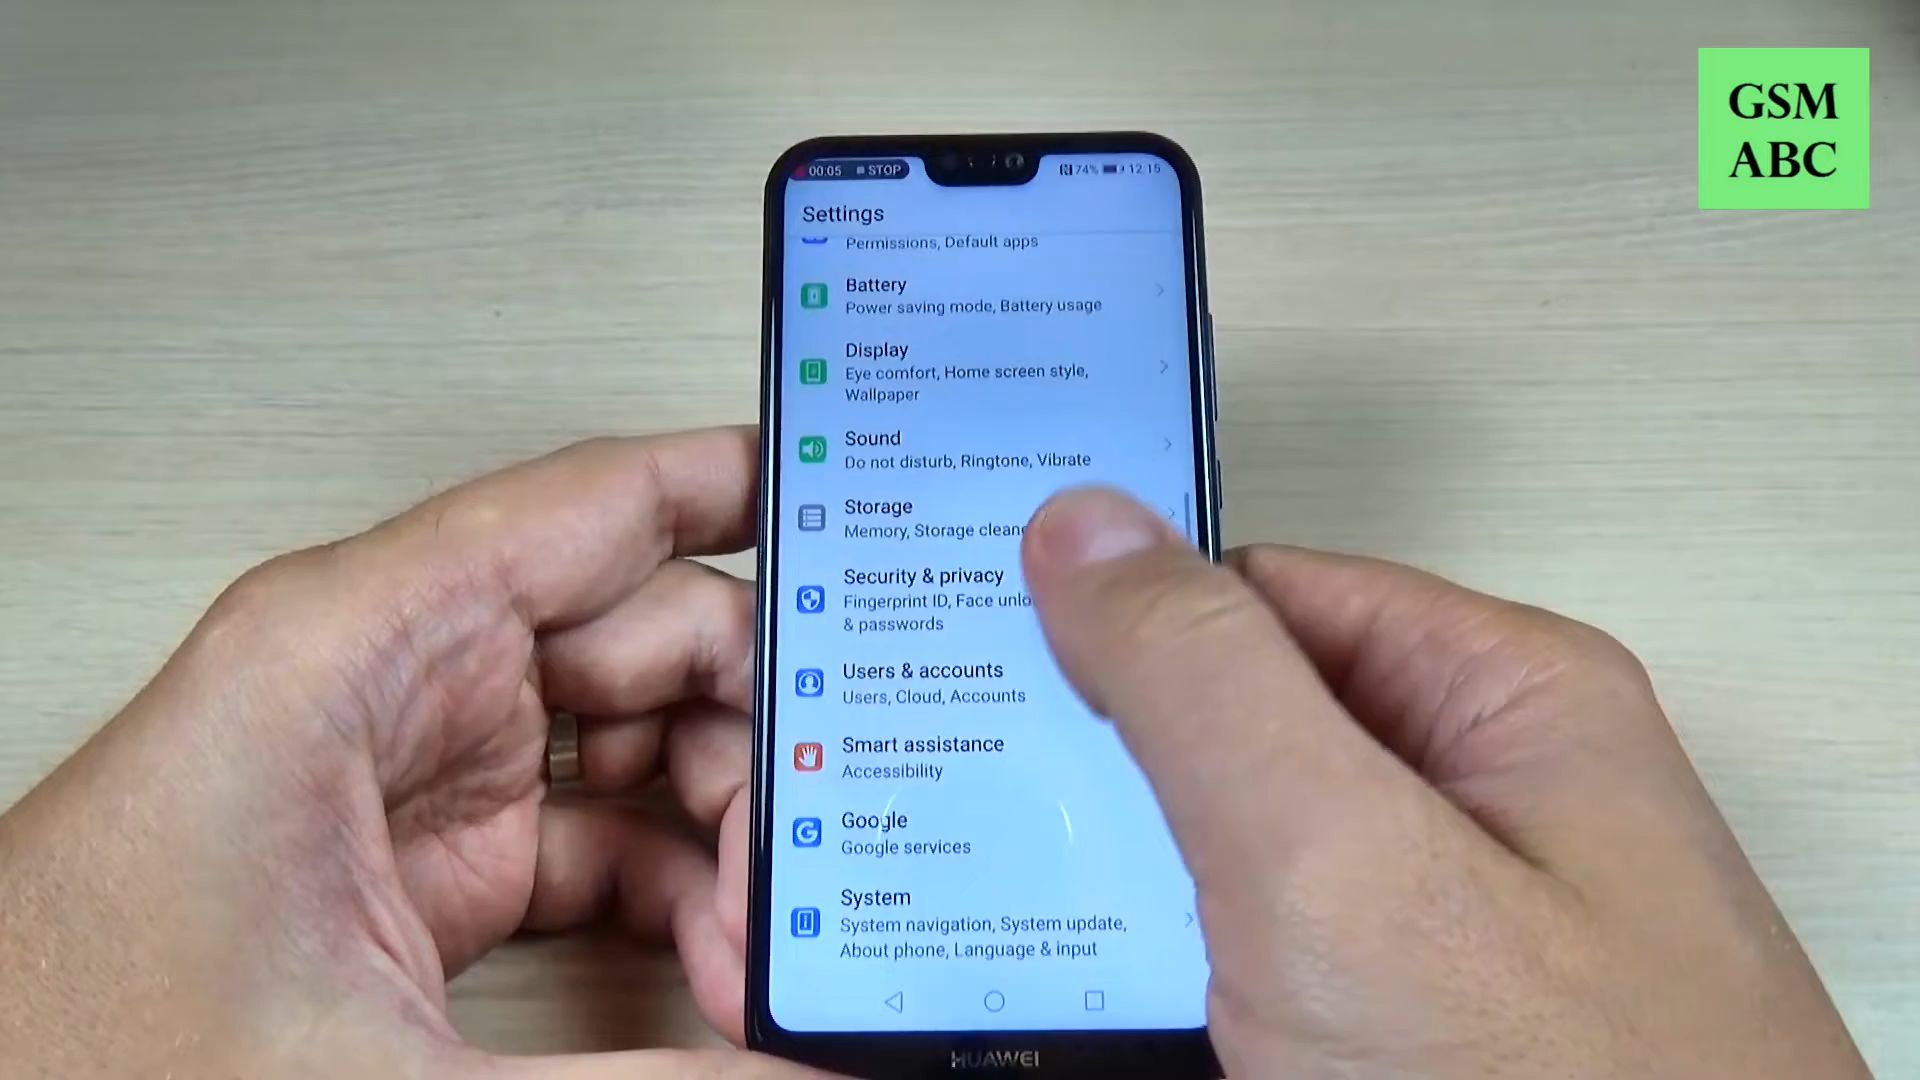 GSM
ABC
00:05 STOP
74% 12:15
Settings
Permissions, Default apps
Battery
Power saving mode, Battery usage
Display
Eye comfort, Home screen style,
Wallpaper
Sound
Do not disturb, Ringtone, Vibrate
Storage
Memory, Storage cleane
Security & privacy
Fingerprint ID, Face unlo
& passwords
Users & accounts
Users, Cloud, Accounts
Smart assistance
Accessibility
Google
Google services
System
System navigation, System update,
About phone, Language & input
HUAWEI